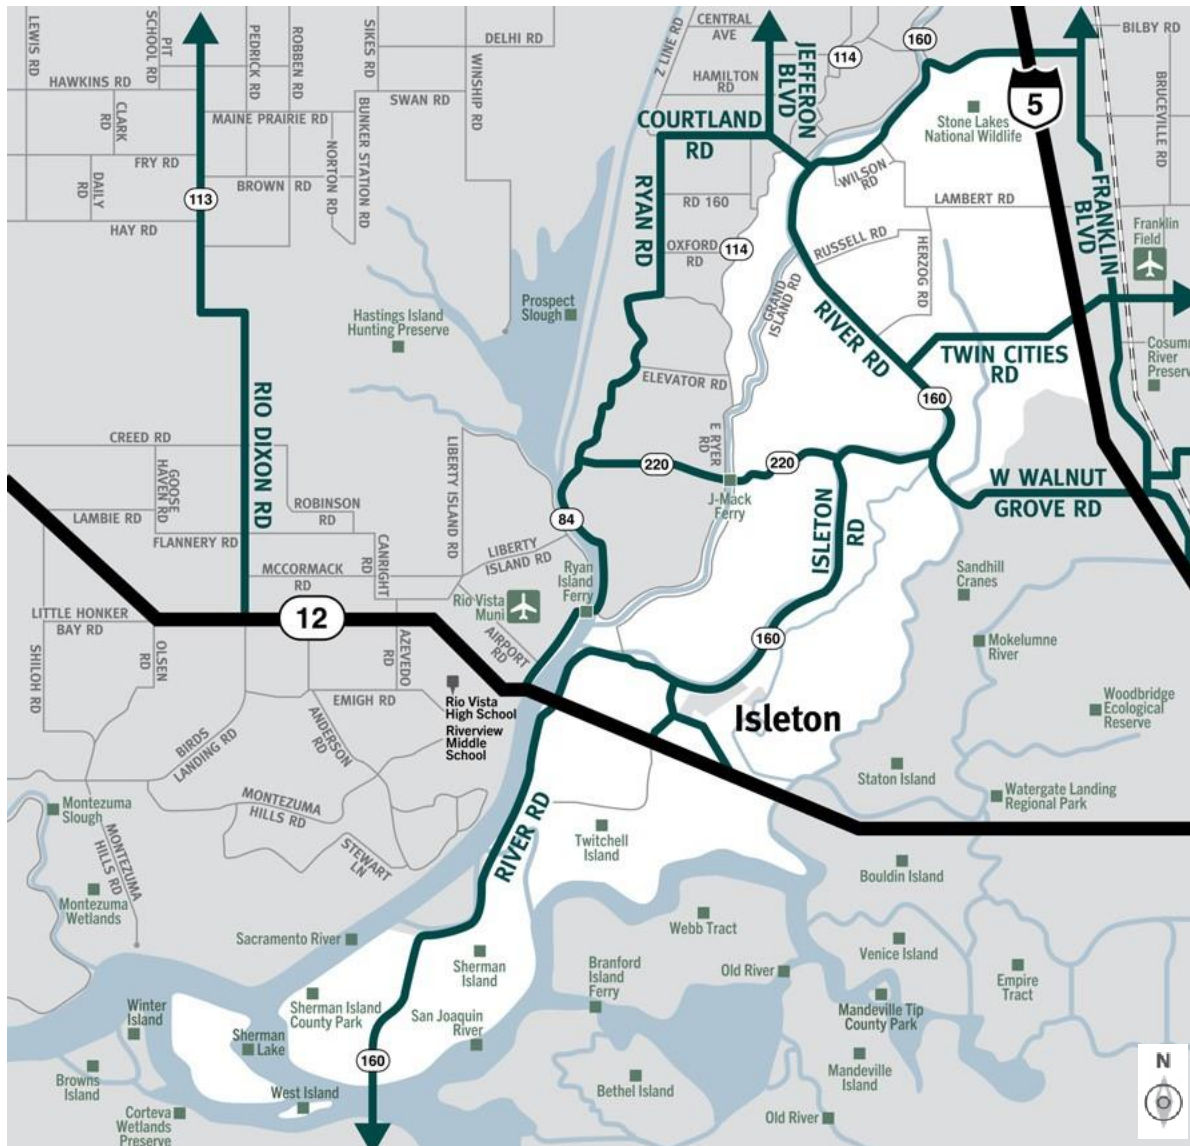 LEWIS RD
PIT
SCHOOL RD
PEDRICK RD
ROBBEN RD
SIKES RD
DELHI RD
WINSHIP RD
Z LINE RD
CENTRAL
AVE
JEFFERON
BLVD
114
160
BILBY RD
HAWKINS RD
CLARK
RD
MAINE PRAIRIE RD
SWAN RD
BUNKER STATION RD
NORTON RD
HAMILTON
RD
5
Stone Lakes
National Wildlife
BRUCEVILLE RD
COURTLAND
RD
FRY RD
DAILY
RD
BROWN RD
113
HAY RD
RYAN RD
RD 160
OXFORD
RD
114
WILSON
RD
LAMBERT RD
RUSSELL RD
HERZOG RD
FRANKLIN
BLVD
Franklin
Field
Hastings Island
Hunting Preserve
Prospect
Slough
GRAND
ISLAND RD
RIVER RD
TWIN CITIES
RD
Cosumn
River
Preserv
ELEVATOR RD
160
RIO DIXON RD
CREED RD
GOOSE
HAVEN RD
LIBERTY ISLAND RD
E RYER
RD
220
220
J-Mack
Ferry
W WALNUT
GROVE RD
LAMBIE RD
ROBINSON
RD
FLANNERY RD
CANRIGHT
RD
84
LIBERTY
ISLAND RD
ISLETON
RD
MCCORMACK
RD
Ryan
Island
Ferry
Rio Vista
Muni
AIRPORT
RD
Sandhill
Cranes
LITTLE HONKER
BAY RD
12
160
SHILOH RD
OLSEN
RD
AZEVEDO
RD
Mokelumne
River
EMIGH RD
Rio Vista
High School
Riverview
Middle
School
Isleton
Woodbridge
Ecological
Reserve
BIRDS
LANDING RD
ANDERSON
RD
Staton Island
Watergate Landing
Regional Park
Montezuma
Slough
MONTEZUMA
HILLS RD
MONTEZUMA
HILLS RD
STEWART
LN
RIVER RD
Twitchell
Island
Bouldin Island
Montezuma
Wetlands
Sacramento River
Webb Tract
Venice Island
Sherman
Island
Branford
Island
Ferry
Old River
Empire
Tract
Winter
Island
Sherman Island
County Park
San Joaquin
River
Mandeville Tip
County Park
Sherman
Lake
160
Browns
Island
West Island
Bethel Island
Mandeville
Island
Corteva
Wetlands
Preserve
Old River
N